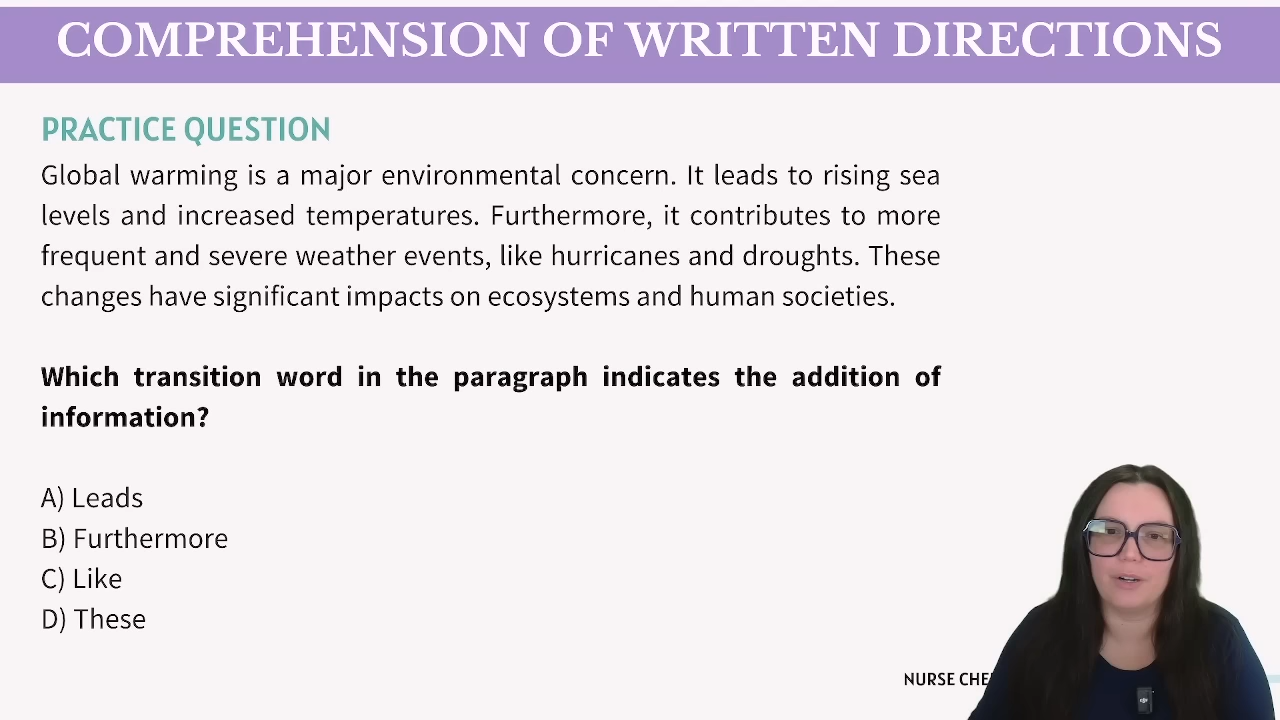 COMPREHENSION OF WRITTEN DIRECTIONS
PRACTICE QUESTION
Global warming is a major environmental concern. It leads to rising sea
levels and increased temperatures. Furthermore, it contributes to more
frequent and severe weather events, like hurricanes and droughts. These
changes have significant impacts on ecosystems and human societies.
Which transition word in the paragraph indicates the addition of
information?
A) Leads
B) Furthermore
C) Like
D) These
NURSE